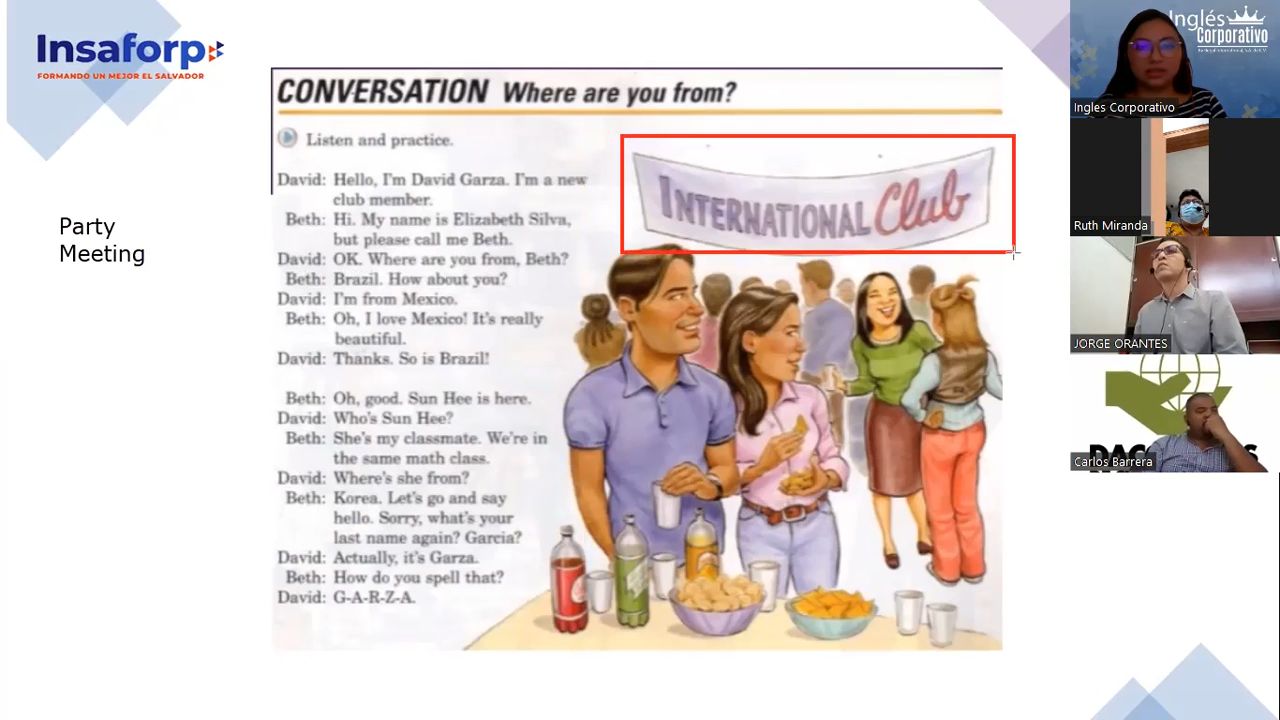 Insaforp
FORMANDO UN MEJOR EL SALVADOR
Party
Meeting
CONVERSATION Where are you from?
Listen and practice.
David: Hello, I'm David Garza. I'm a new
club member.
Beth: Hi. My name is Elizabeth Silva,
but please call me Beth.
David: OK. Where are you from, Beth?
Beth: Brazil. How about you?
David: I'm from Mexico.
Beth: Oh, I love Mexico! It's really
beautiful.
David: Thanks. So is Brazil!
Beth: Oh, good. Sun Hee is here.
David: Who's Sun Hee?
Beth: She's my classmate. We're in
the same math class.
David: Where's she from?
Beth: Korea. Let's go and say
hello. Sorry, what's your
last name again? Garcia?
David: Actually, it's Garza.
Beth: How do you spell that?
David: G-A-R-Z-A.
INTERNATIONAL Club
Inglés
Corporativo
Ingles Corporativo
Ruth Miranda
JORGE ORANTES
Carlos Barrera